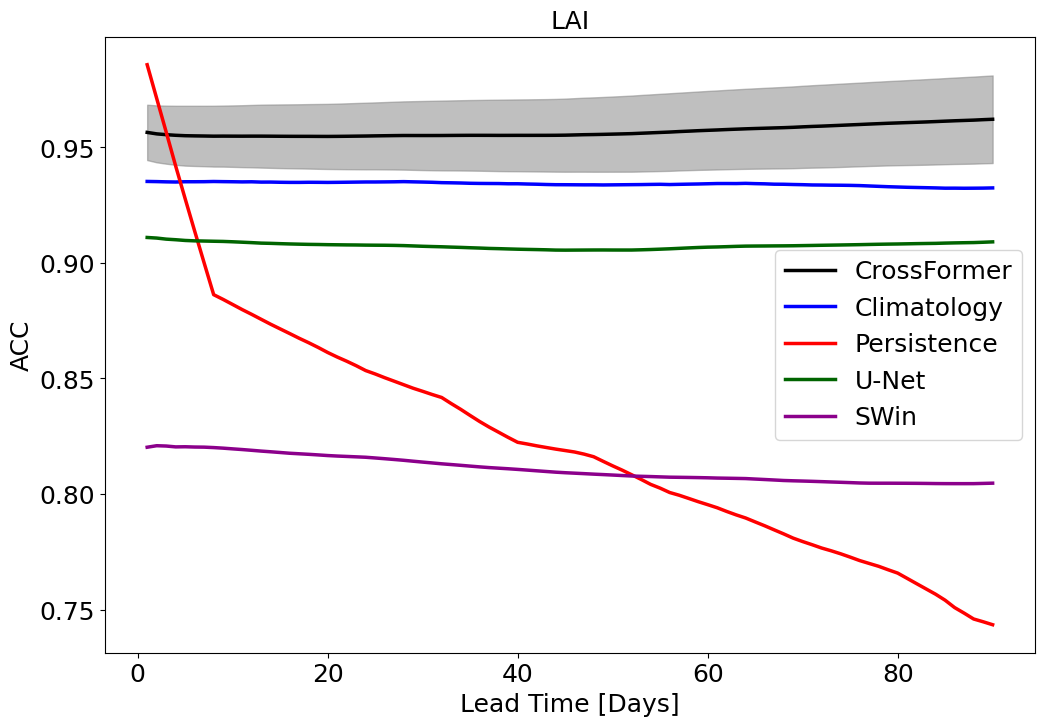 LAI
ACC
0.95
0.90
0.85
0.80
0.75
CrossFormer
Climatology
Persistence
U-Net
SWin
0
20
40
60
80
Lead Time [Days]